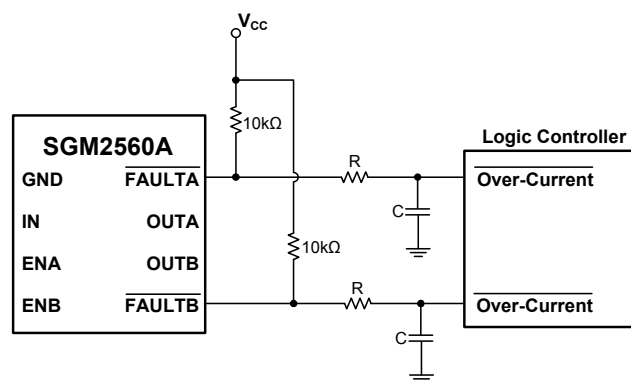 VCC
10kΩ
SGM2560A
Logic Controller
GND FAULTA
R
Over-Current
IN OUTA
C
ENA OUTB
10kΩ
ENB FAULTB
R
Over-Current
C